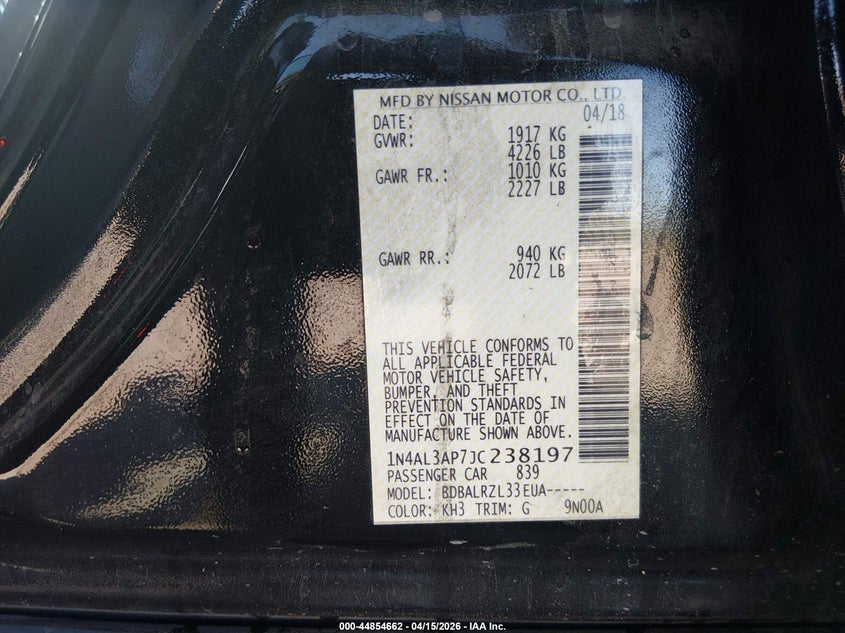 MFD BY NISSAN MOTOR CO., LTD.
DATE: 04/18
GVWR: 1917 KG
4226 LB
GAWR FR.: 1010 KG
2227 LB
GAWR RR.: 940 KG
2072 LB
THIS VEHICLE CONFORMS TO
ALL APPLICABLE FEDERAL
MOTOR VEHICLE SAFETY,
BUMPER, AND THEFT
PREVENTION STANDARDS IN
EFFECT ON THE DATE OF
MANUFACTURE SHOWN ABOVE.
1N4AL3AP7JC238197
PASSENGER CAR 839
MODEL: BDBALRZL33EUA-----
COLOR: KH3 TRIM: G 9N00A
000-44854662 - 04/15/2026 - IAA Inc.